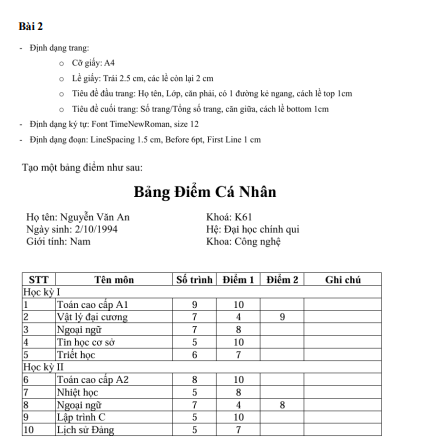 Bài 2
- Định dạng trang:
o Cỡ giấy: A4
o Lề giấy: Trái 2.5 cm, các lề còn lại 2 cm
o Tiêu đề đầu trang: Họ tên, Lớp, căn phải, có 1 đường kẻ ngang, cách lề top 1cm
o Tiêu đề cuối trang: Số trang/Tổng số trang, căn giữa, cách lề bottom 1cm
- Định dạng ký tự: Font TimeNewRoman, size 12
- Định dạng đoạn: LineSpacing 1.5 cm, Before 6pt, First Line 1 cm
Tạo một bảng điểm như sau:
Bảng Điểm Cá Nhân
Họ tên: Nguyễn Văn An Khoá: K61
Ngày sinh: 2/10/1994 Hệ: Đại học chính qui
Giới tính: Nam Khoa: Công nghệ
STT Tên môn Số trình Điểm 1 Điểm 2 Ghi chú
Học kỳ I
1 Toán cao cấp A1 9 10
2 Vật lý đại cương 7 4 9
3 Ngoại ngữ 7 8
4 Tin học cơ sở 5 10
5 Triết học 6 7
Học kỳ II
6 Toán cao cấp A2 8 10
7 Nhiệt học 5 8
8 Ngoại ngữ 7 4 8
9 Lập trình C 5 10
10 Lịch sử Đảng 5 7